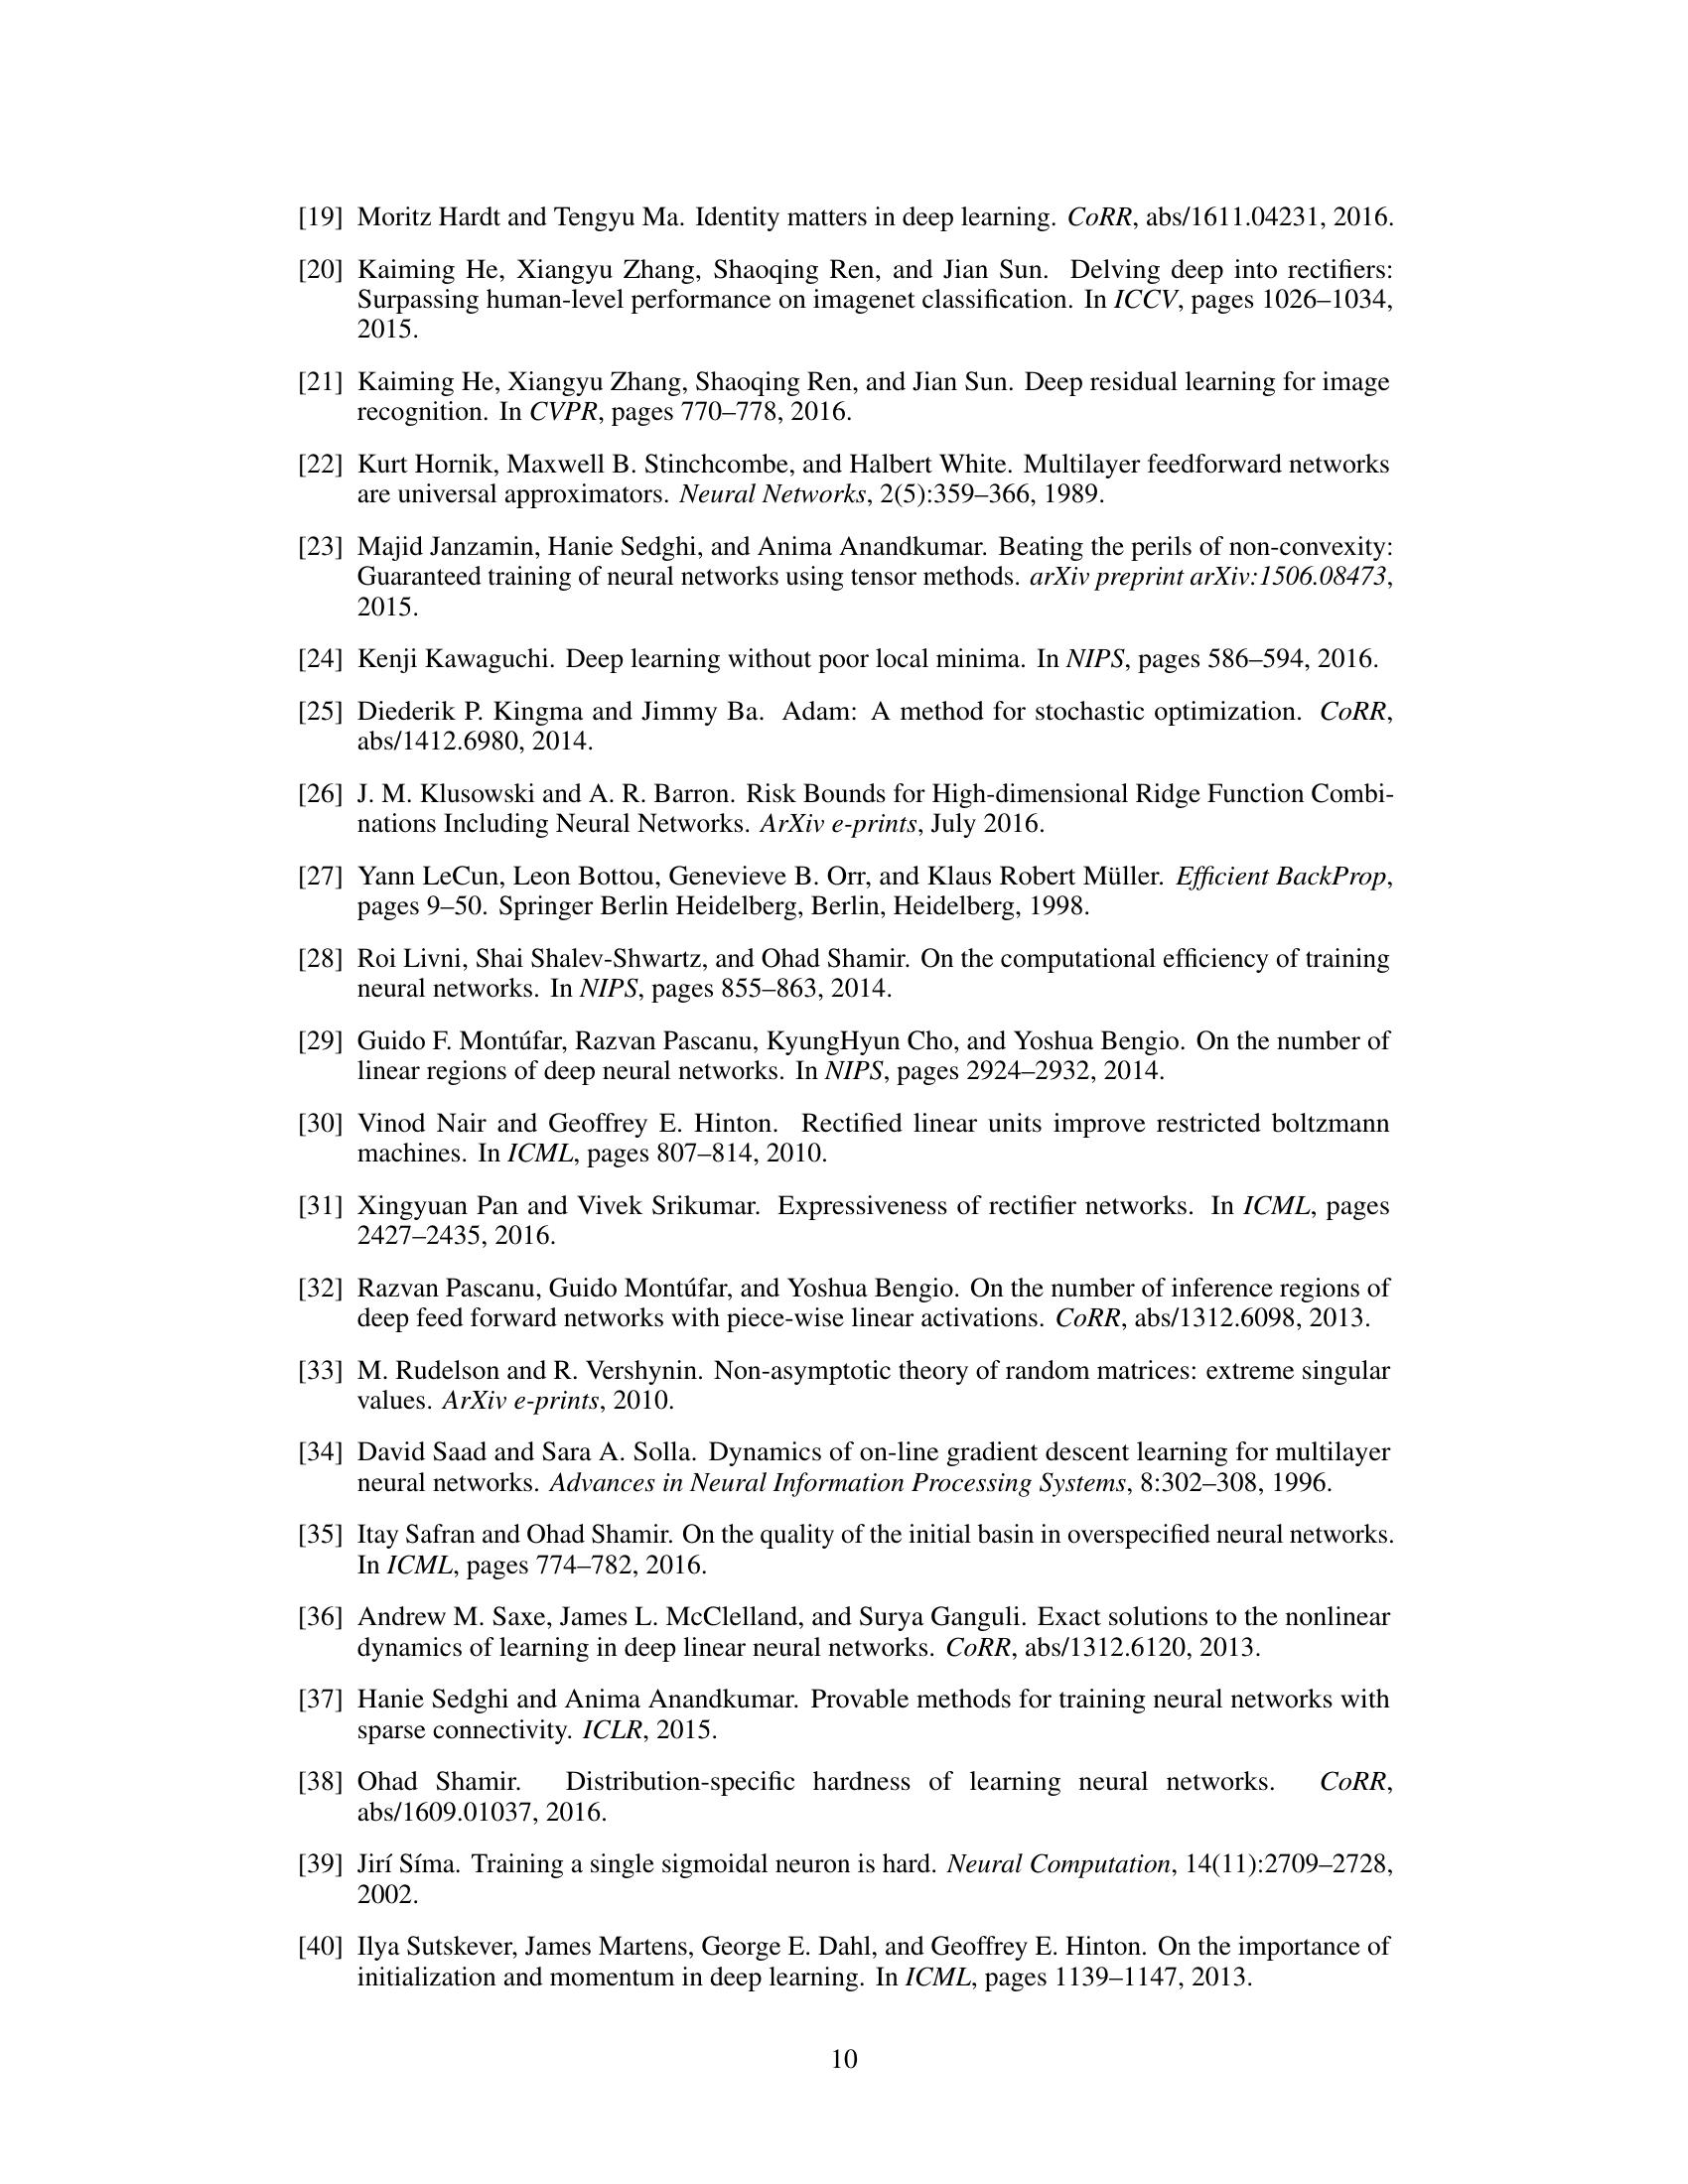 [19] Moritz Hardt and Tengyu Ma. Identity matters in deep learning. CoRR, abs/1611.04231, 2016.
[20] Kaiming He, Xiangyu Zhang, Shaoqing Ren, and Jian Sun. Delving deep into rectifiers:
Surpassing human-level performance on imagenet classification. In ICCV, pages 1026–1034,
2015.
[21] Kaiming He, Xiangyu Zhang, Shaoqing Ren, and Jian Sun. Deep residual learning for image
recognition. In CVPR, pages 770–778, 2016.
[22] Kurt Hornik, Maxwell B. Stinchcombe, and Halbert White. Multilayer feedforward networks
are universal approximators. Neural Networks, 2(5):359–366, 1989.
[23] Majid Janzamin, Hanie Sedghi, and Anima Anandkumar. Beating the perils of non-convexity:
Guaranteed training of neural networks using tensor methods. arXiv preprint arXiv:1506.08473,
2015.
[24] Kenji Kawaguchi. Deep learning without poor local minima. In NIPS, pages 586–594, 2016.
[25] Diederik P. Kingma and Jimmy Ba. Adam: A method for stochastic optimization. CoRR,
abs/1412.6980, 2014.
[26] J. M. Klusowski and A. R. Barron. Risk Bounds for High-dimensional Ridge Function Combi-
nations Including Neural Networks. ArXiv e-prints, July 2016.
[27] Yann LeCun, Leon Bottou, Genevieve B. Orr, and Klaus Robert Müller. Efficient BackProp,
pages 9–50. Springer Berlin Heidelberg, Berlin, Heidelberg, 1998.
[28] Roi Livni, Shai Shalev-Shwartz, and Ohad Shamir. On the computational efficiency of training
neural networks. In NIPS, pages 855–863, 2014.
[29] Guido F. Montúfar, Razvan Pascanu, KyungHyun Cho, and Yoshua Bengio. On the number of
linear regions of deep neural networks. In NIPS, pages 2924–2932, 2014.
[30] Vinod Nair and Geoffrey E. Hinton. Rectified linear units improve restricted boltzmann
machines. In ICML, pages 807–814, 2010.
[31] Xingyuan Pan and Vivek Srikumar. Expressiveness of rectifier networks. In ICML, pages
2427–2435, 2016.
[32] Razvan Pascanu, Guido Montúfar, and Yoshua Bengio. On the number of inference regions of
deep feed forward networks with piece-wise linear activations. CoRR, abs/1312.6098, 2013.
[33] M. Rudelson and R. Vershynin. Non-asymptotic theory of random matrices: extreme singular
values. ArXiv e-prints, 2010.
[34] David Saad and Sara A. Solla. Dynamics of on-line gradient descent learning for multilayer
neural networks. Advances in Neural Information Processing Systems, 8:302–308, 1996.
[35] Itay Safran and Ohad Shamir. On the quality of the initial basin in overspecified neural networks.
In ICML, pages 774–782, 2016.
[36] Andrew M. Saxe, James L. McClelland, and Surya Ganguli. Exact solutions to the nonlinear
dynamics of learning in deep linear neural networks. CoRR, abs/1312.6120, 2013.
[37] Hanie Sedghi and Anima Anandkumar. Provable methods for training neural networks with
sparse connectivity. ICLR, 2015.
[38] Ohad Shamir. Distribution-specific hardness of learning neural networks. CoRR,
abs/1609.01037, 2016.
[39] Jirí Síma. Training a single sigmoidal neuron is hard. Neural Computation, 14(11):2709–2728,
2002.
[40] Ilya Sutskever, James Martens, George E. Dahl, and Geoffrey E. Hinton. On the importance of
initialization and momentum in deep learning. In ICML, pages 1139–1147, 2013.
10